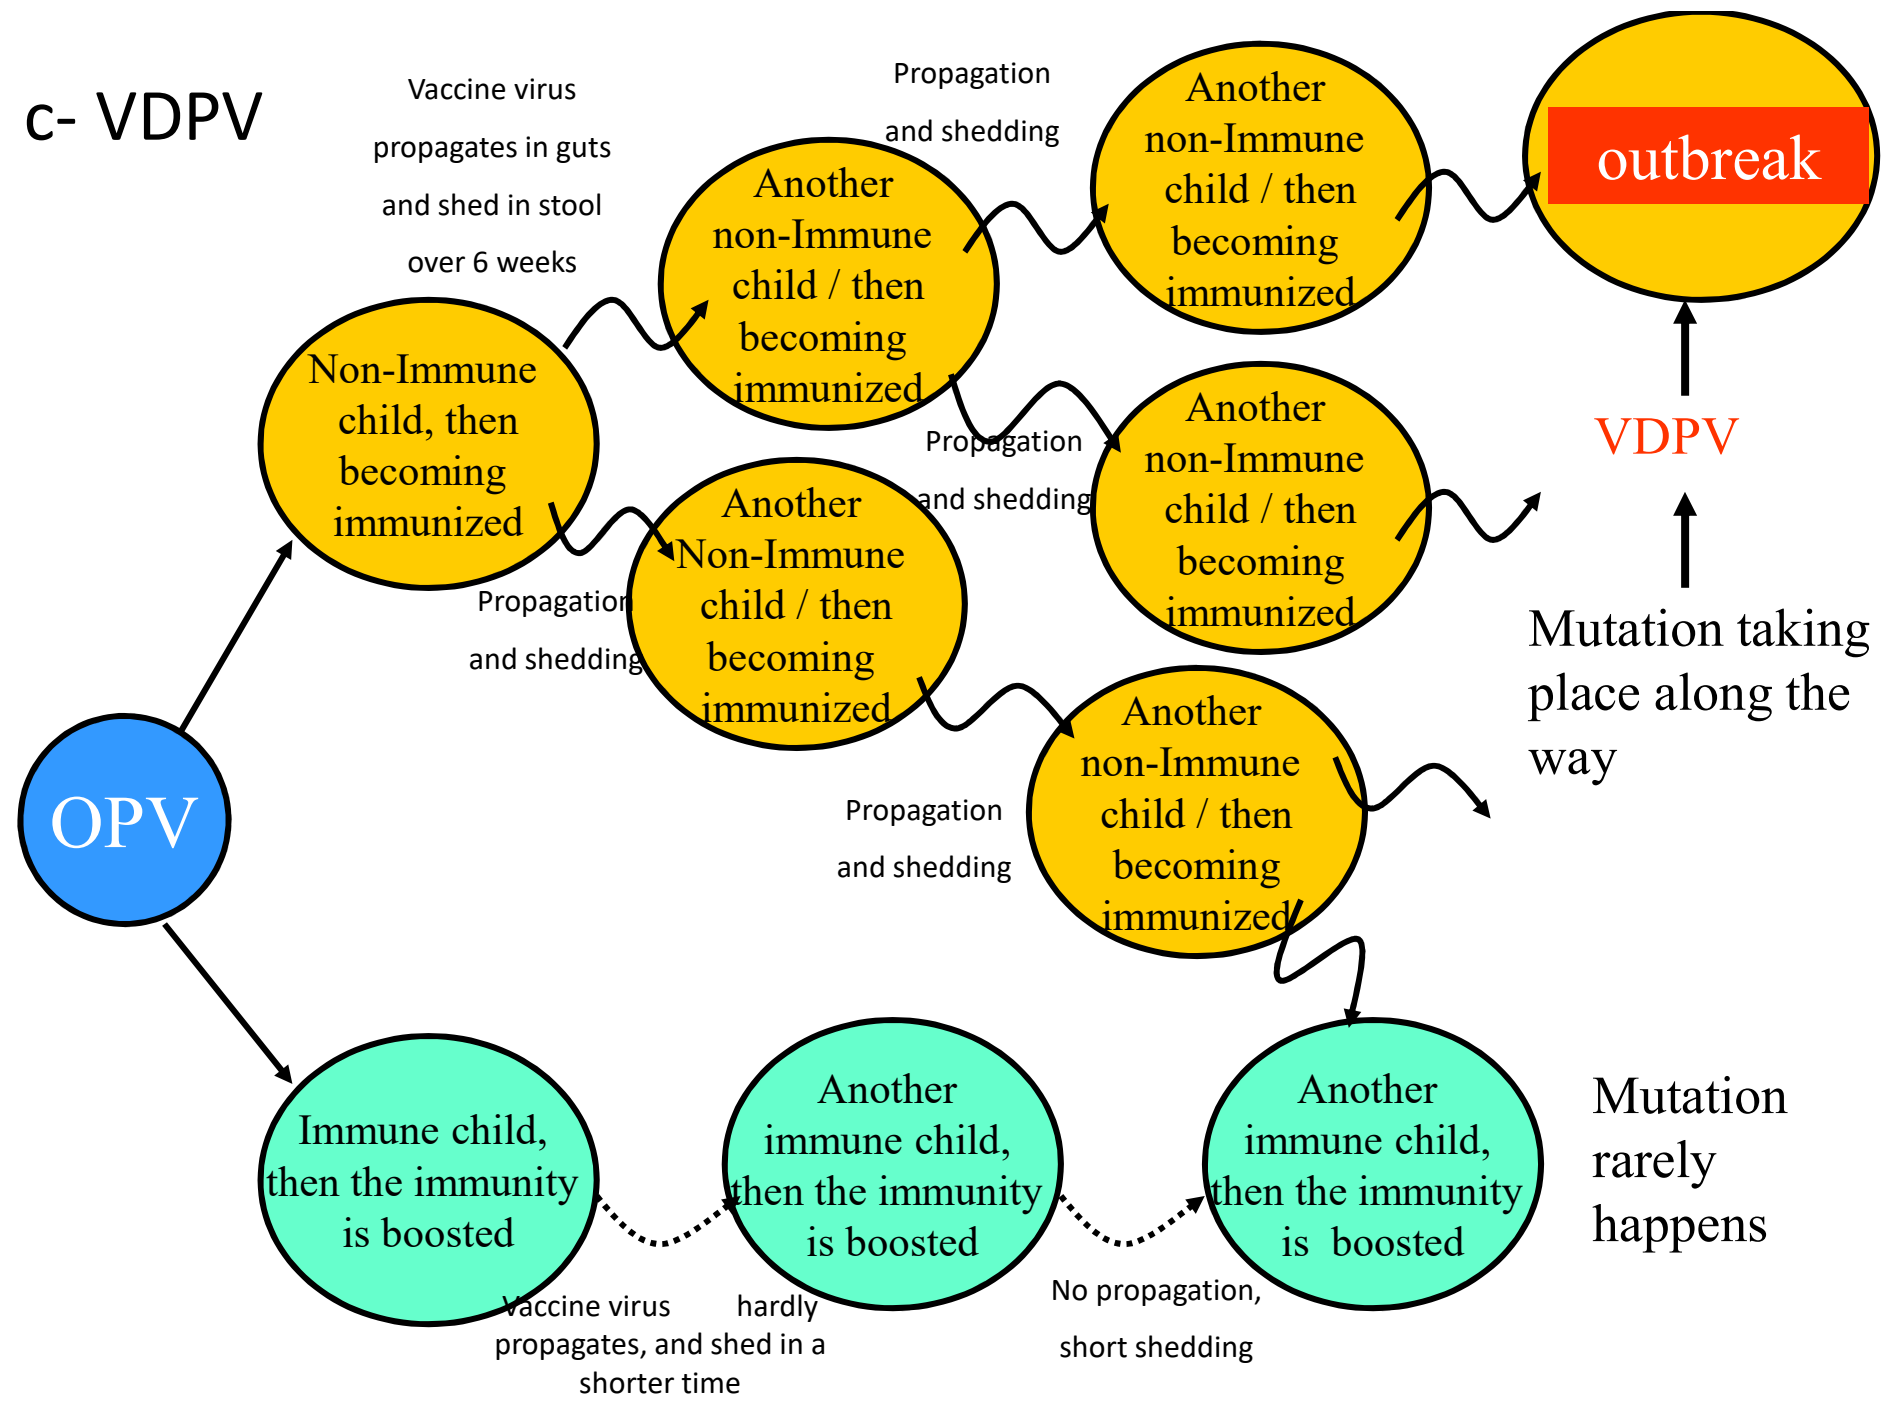 c- VDPV
Vaccine virus
propagates in guts
and shed in stool
over 6 weeks
Propagation
and shedding
Another
non-Immune
child / then
becoming
immunized
Another
non-Immune
child / then
becoming
immunized
outbreak
Non-Immune
child, then
becoming
immunized
Propagation
and shedding
Another
non-Immune
child / then
becoming
immunized
VDPV
Another
Non-Immune
child / then
becoming
immunized
Propagation
and shedding
Mutation taking
place along the
way
Another
non-Immune
child / then
becoming
immunized
Propagation
and shedding
OPV
Immune child,
then the immunity
is boosted
Another
immune child,
then the immunity
is boosted
Another
immune child,
then the immunity
is boosted
Mutation
rarely
happens
Vaccine virus hardly
propagates, and shed in a
shorter time
No propagation,
short shedding